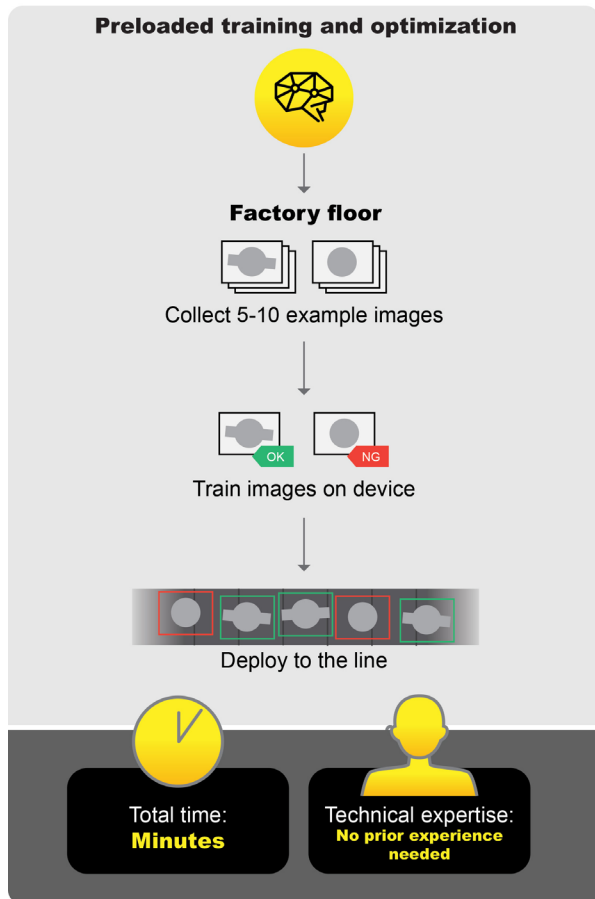 Preloaded training and optimization
Factory floor
Collect 5-10 example images
OK
NG
Train images on device
Deploy to the line
Total time:
Minutes
Technical expertise:
No prior experience
needed